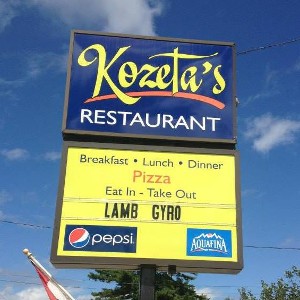 Kozeta's
RESTAURANT
Breakfast • Lunch • Dinner
Pizza
Eat In - Take Out
LAMB GYRO
pepsi
AQUAFINA